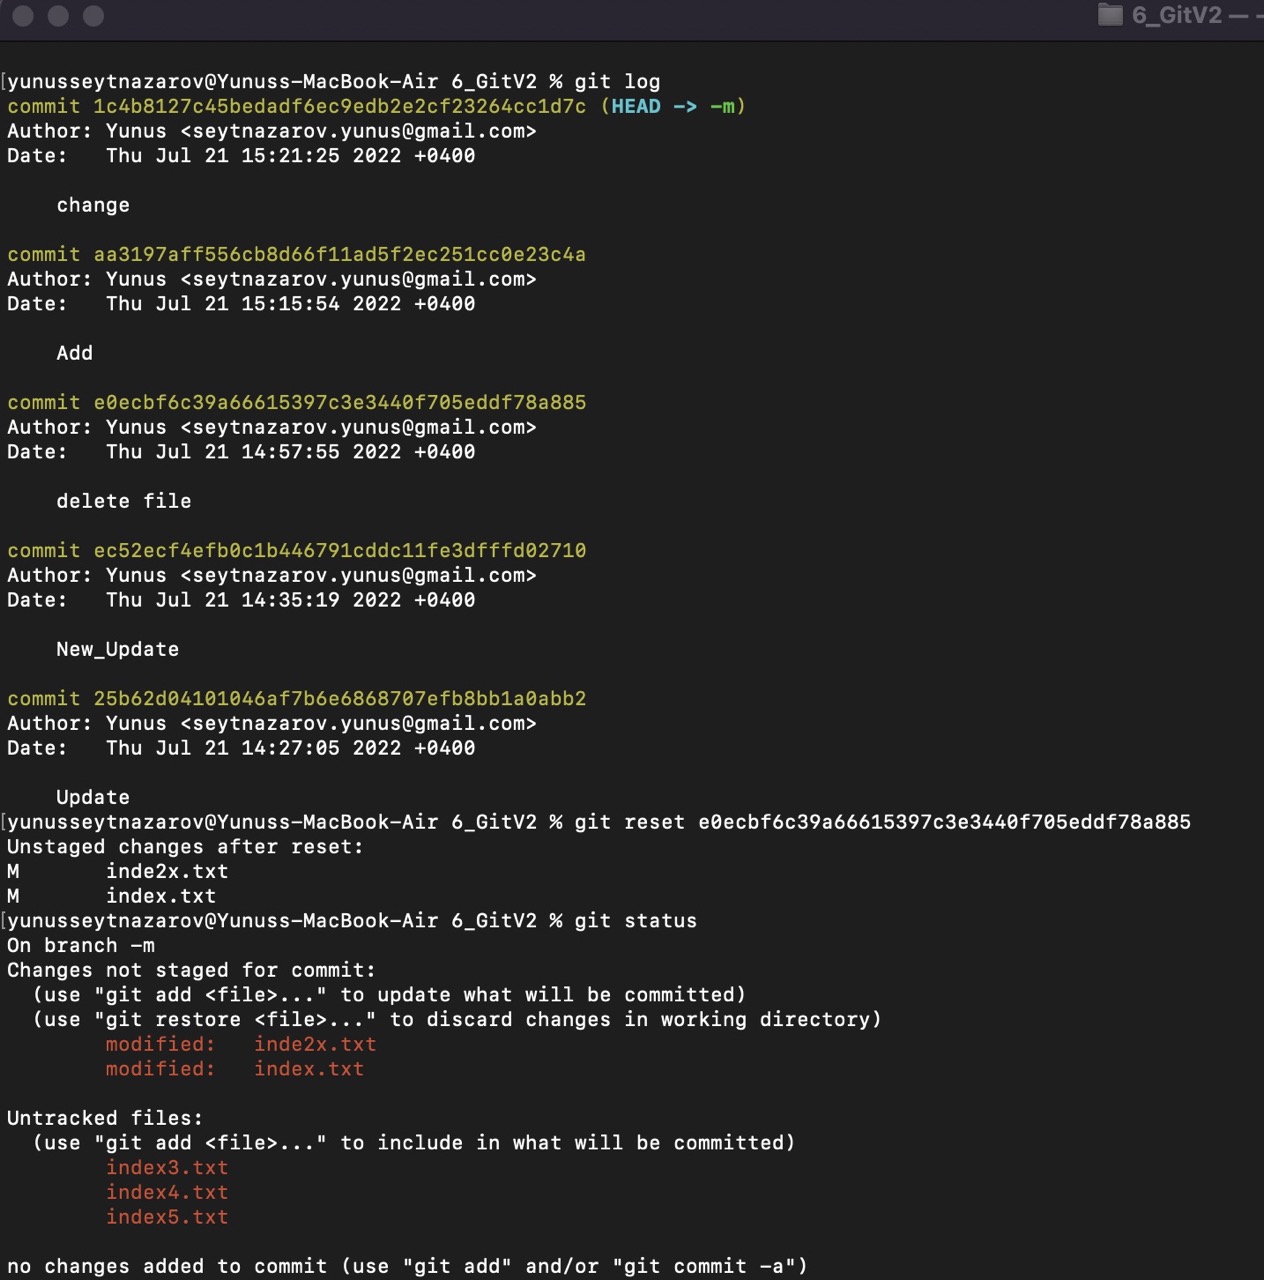 6_GitV2 — -
[yunusseytnazarov@Yunuss-MacBook-Air 6_GitV2 % git log
commit 1c4b8127c45bedadf6ec9edb2e2cf23264cc1d7c (HEAD -> -m)
Author: Yunus <seytnazarov.yunus@gmail.com>
Date:   Thu Jul 21 15:21:25 2022 +0400
change
commit aa3197aff556cb8d66f11ad5f2ec251cc0e23c4a
Author: Yunus <seytnazarov.yunus@gmail.com>
Date:   Thu Jul 21 15:15:54 2022 +0400
Add
commit e0ecbf6c39a66615397c3e3440f705eddf78a885
Author: Yunus <seytnazarov.yunus@gmail.com>
Date:   Thu Jul 21 14:57:55 2022 +0400
delete file
commit ec52ecf4efb0c1b446791cddc11fe3dfffd02710
Author: Yunus <seytnazarov.yunus@gmail.com>
Date:   Thu Jul 21 14:35:19 2022 +0400
New_Update
commit 25b62d04101046af7b6e6868707efb8bb1a0abb2
Author: Yunus <seytnazarov.yunus@gmail.com>
Date:   Thu Jul 21 14:27:05 2022 +0400
Update
[yunusseytnazarov@Yunuss-MacBook-Air 6_GitV2 % git reset e0ecbf6c39a66615397c3e3440f705eddf78a885
Unstaged changes after reset:
M       inde2x.txt
M       index.txt
[yunusseytnazarov@Yunuss-MacBook-Air 6_GitV2 % git status
On branch -m
Changes not staged for commit:
(use "git add <file>..." to update what will be committed)
(use "git restore <file>..." to discard changes in working directory)
modified:   inde2x.txt
modified:   index.txt
Untracked files:
(use "git add <file>..." to include in what will be committed)
index3.txt
index4.txt
index5.txt
no changes added to commit (use "git add" and/or "git commit -a")